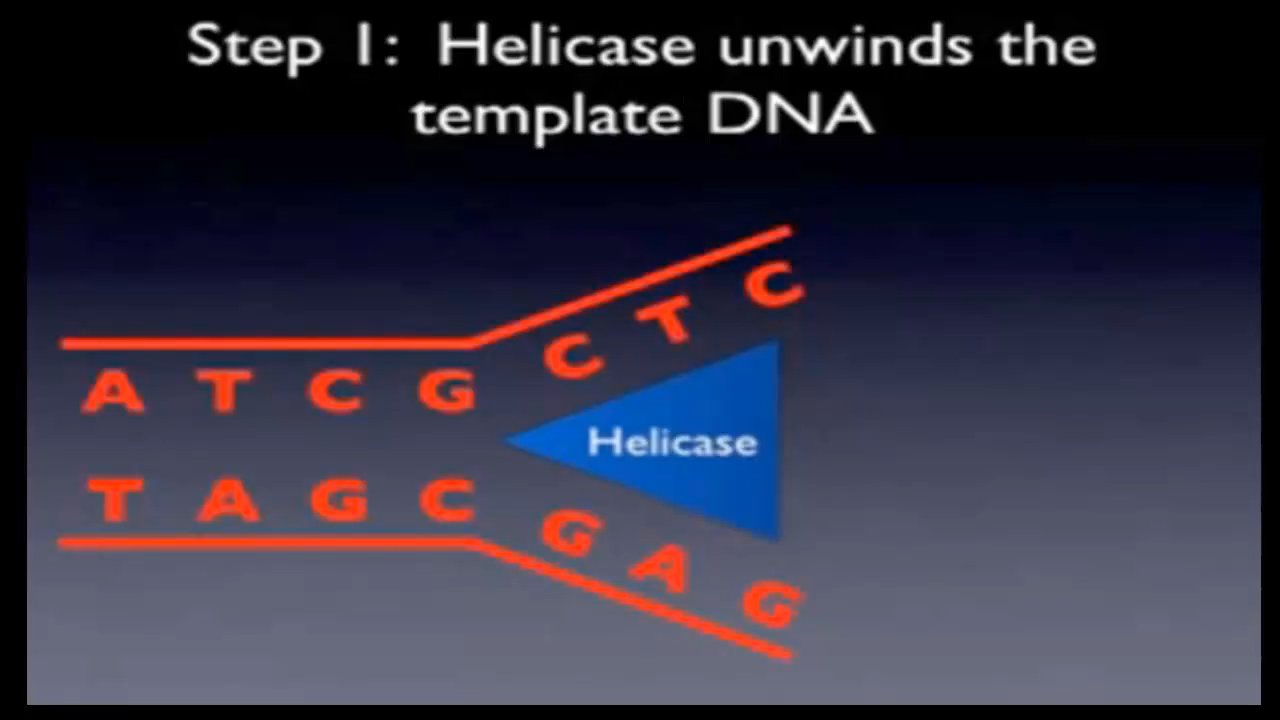 Step 1: Helicase unwinds the
template DNA
A T C G C T C
Helicase
T A G C G A G